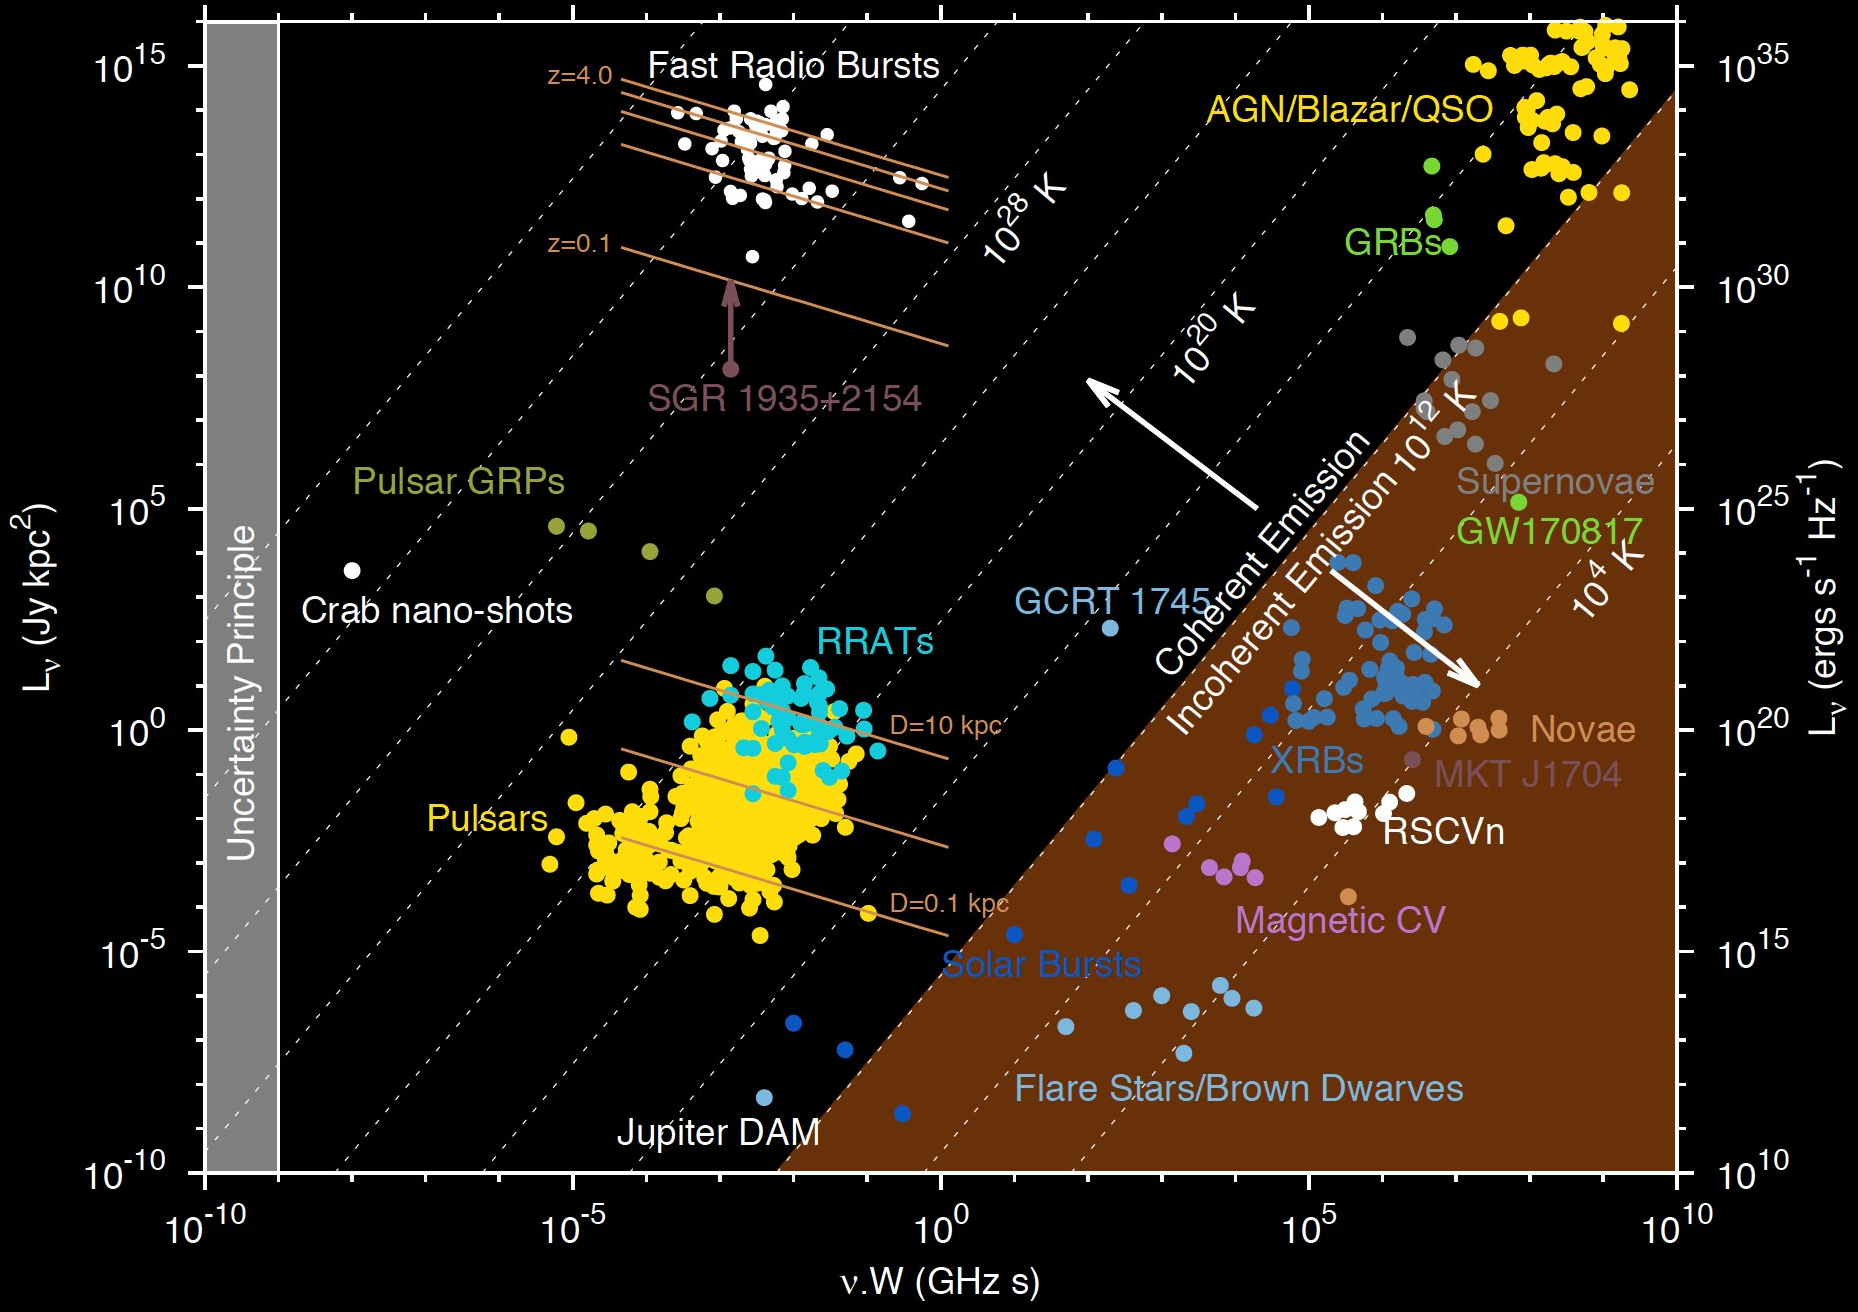 10^15
10^10
10^5
10^0
10^-5
10^-10
L_ν (Jy kpc^2)
10^35
10^30
10^25
10^20
10^15
10^10
L_ν (ergs s^-1 Hz^-1)
10^-10
10^-5
10^0
10^5
10^10
ν.W (GHz s)
Uncertainty Principle
z=4.0
Fast Radio Bursts
AGN/Blazar/QSO
z=0.1
10^28 K
GRBs
10^20 K
SGR 1935+2154
10^12 K
Pulsar GRPs
Supernovae
GW170817
Coherent Emission
Incoherent Emission
10^4 K
Crab nano-shots
GCRT 1745
RRATs
D=10 kpc
Novae
XRBs
MKT J1704
Pulsars
RSCVn
D=0.1 kpc
Magnetic CV
Solar Bursts
Flare Stars/Brown Dwarves
Jupiter DAM